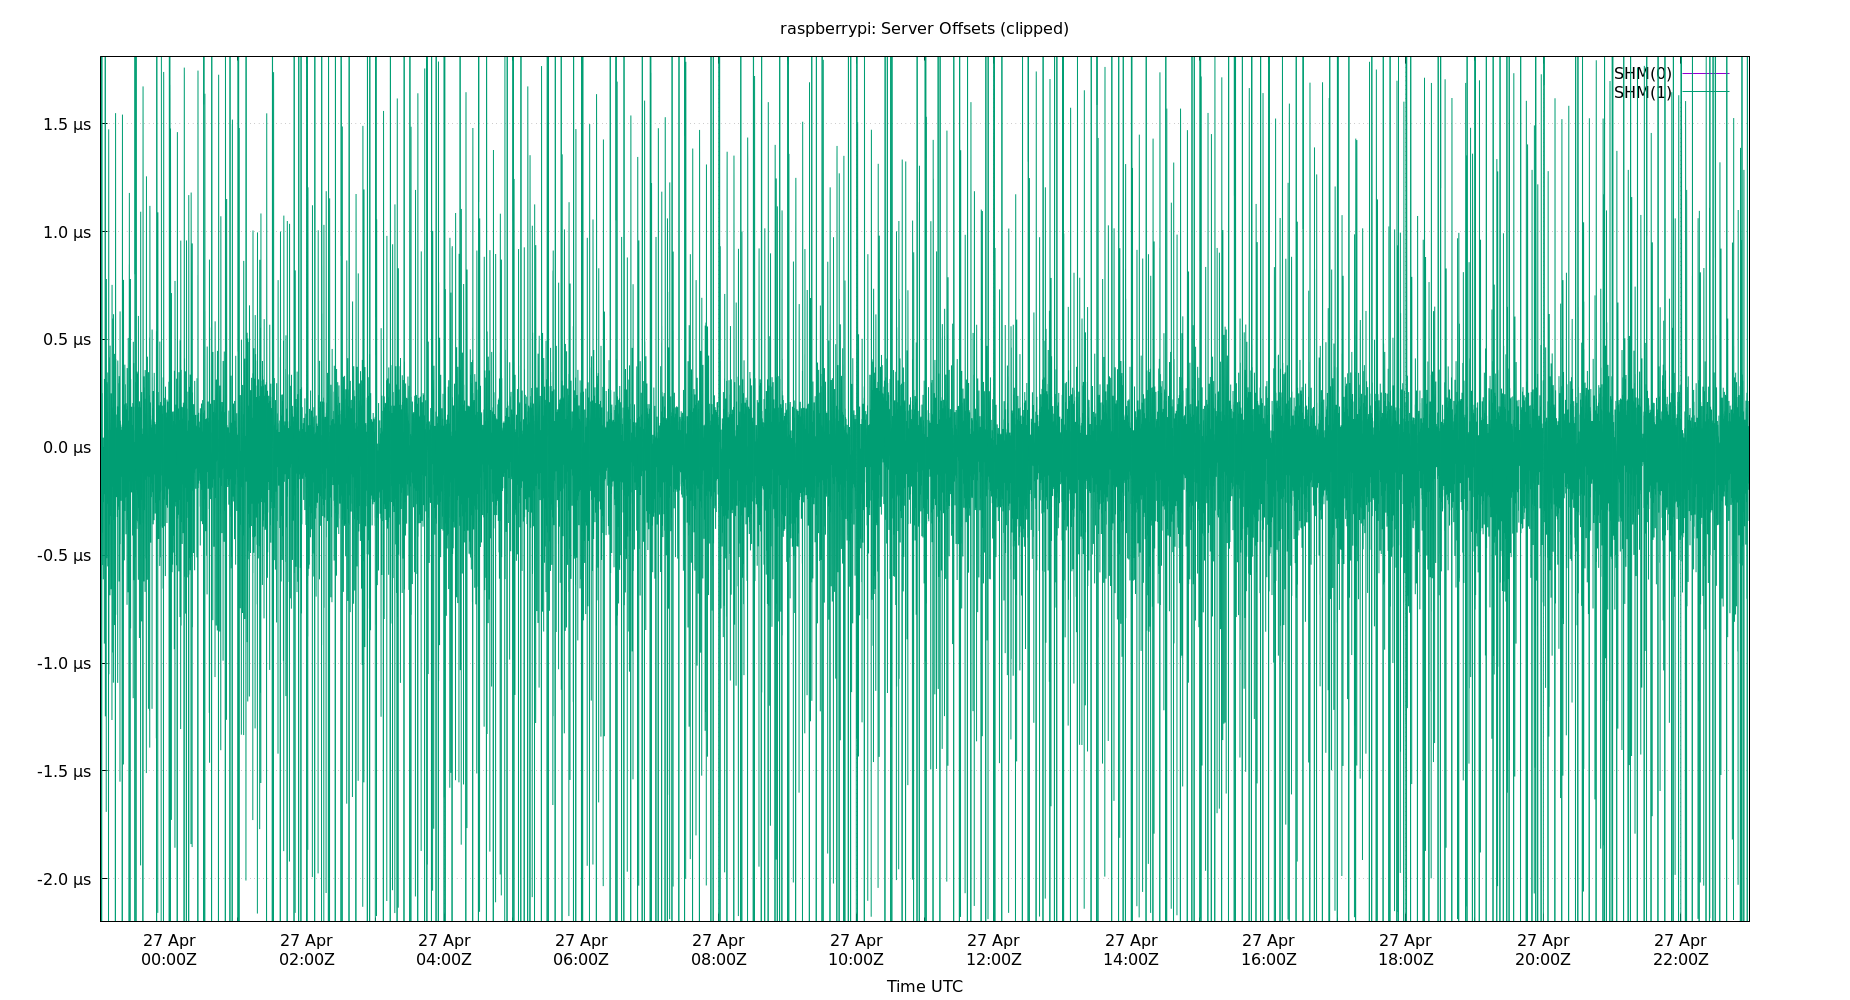 raspberrypi: Server Offsets (clipped)
SHM(0)
SHM(1)
1.5 µs
1.0 µs
0.5 µs
0.0 µs
-0.5 µs
-1.0 µs
-1.5 µs
-2.0 µs
27 Apr 27 Apr 27 Apr 27 Apr 27 Apr 27 Apr 27 Apr 27 Apr 27 Apr 27 Apr 27 Apr 27 Apr
00:00Z 02:00Z 04:00Z 06:00Z 08:00Z 10:00Z 12:00Z 14:00Z 16:00Z 18:00Z 20:00Z 22:00Z
Time UTC